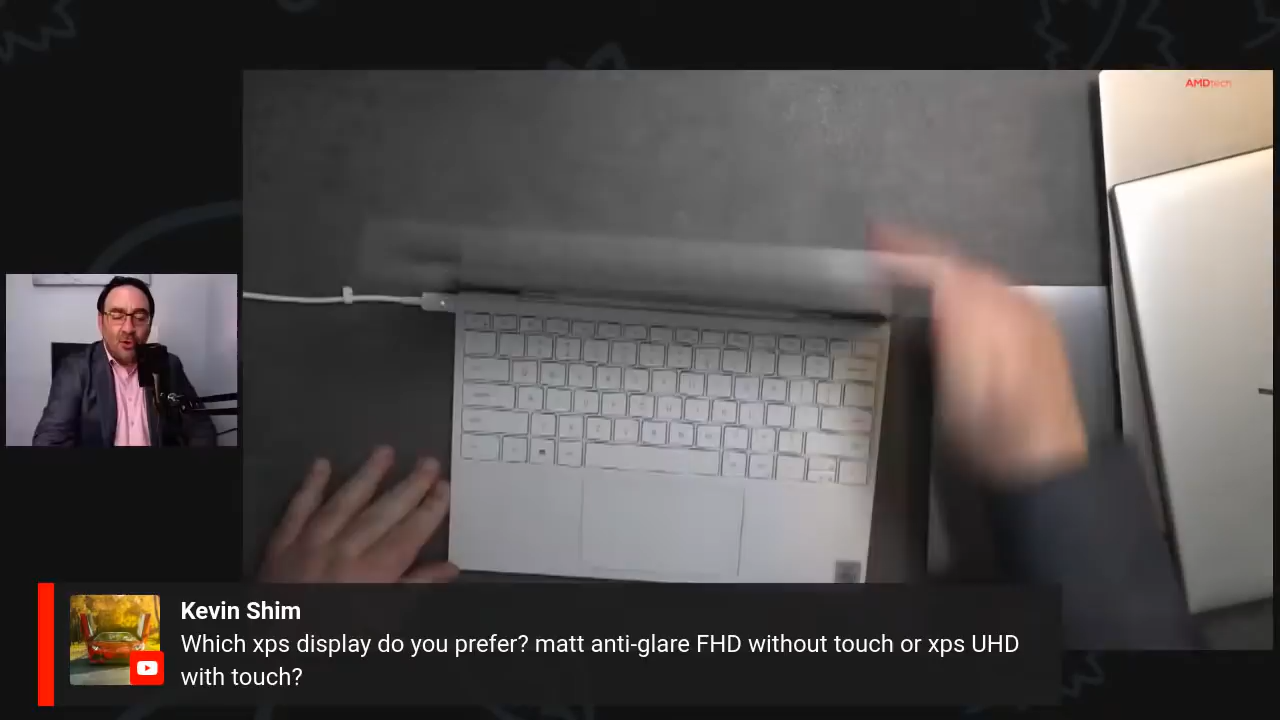 AMDtech
Kevin Shim
Which xps display do you prefer? matt anti-glare FHD without touch or xps UHD
with touch?